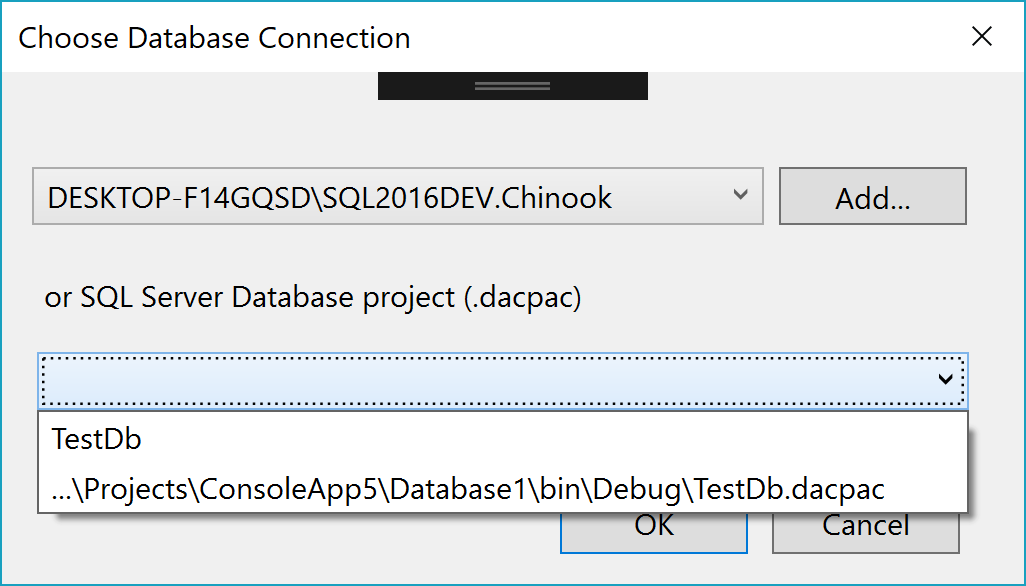 Choose Database Connection
DESKTOP-F14GQSD\SQL2016DEV.Chinook
Add...
or SQL Server Database project (.dacpac)
TestDb
...\Projects\ConsoleApp5\Database1\bin\Debug\TestDb.dacpac
OK
Cancel